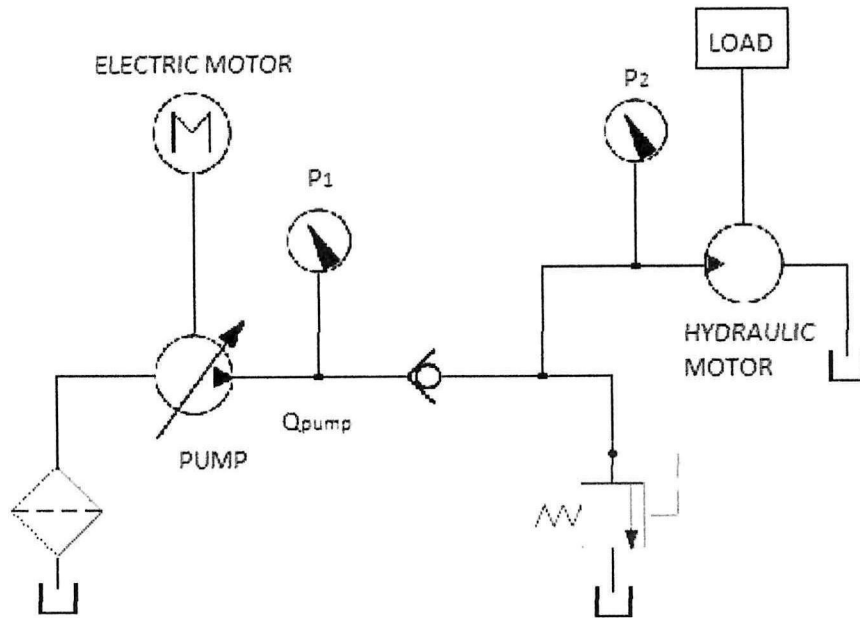 LOAD
ELECTRIC MOTOR
P2
M
P1
HYDRAULIC
MOTOR
Qpump
PUMP